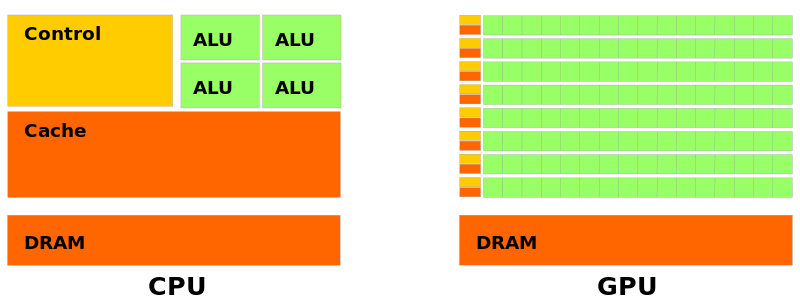 Control
ALU ALU
ALU ALU
Cache
DRAM
DRAM
CPU
GPU